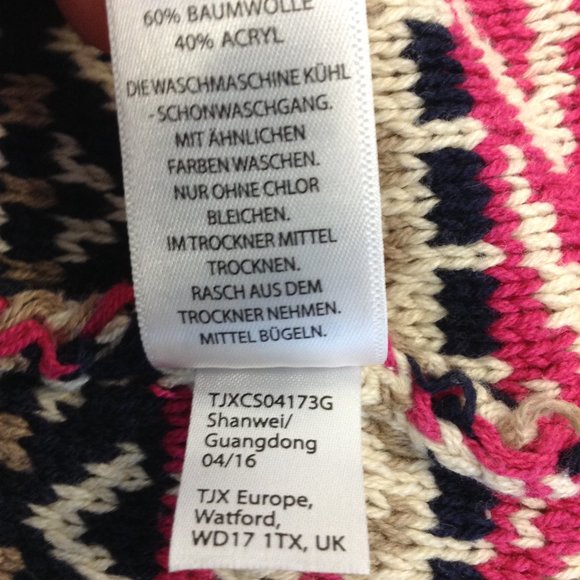 60% BAUMWOLLE
40% ACRYL
DIE WASCHMASCHINE KÜHL
- SCHONWASCHGANG.
MIT ÄHNLICHEN
FARBEN WASCHEN.
NUR OHNE CHLOR
BLEICHEN.
IM TROCKNER MITTEL
TROCKNEN.
RASCH AUS DEM
TROCKNER NEHMEN.
MITTEL BÜGELN.
TJXCS04173G
Shanwei/
Guangdong
04/16
TJX Europe,
Watford,
WD17 1TX, UK